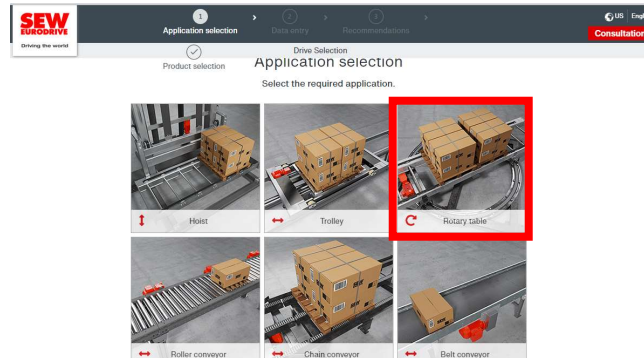 SEW
EURODRIVE
Driving the world
1
2
3
Application selection
Data entry
Recommendations
US
Engl
Consultation
Drive Selection
Product selection
Application selection
Select the required application.
Hoist
Trolley
Rotary table
Roller conveyor
Chain conveyor
Belt conveyor